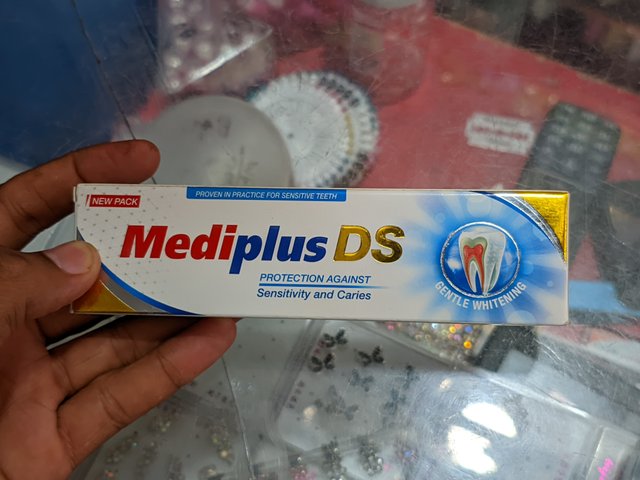 NEW PACK
PROVEN IN PRACTICE FOR SENSITIVE TEETH
Mediplus DS
PROTECTION AGAINST
Sensitivity and Caries
GENTLE WHITENING